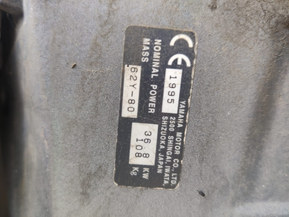 CE 1995
YAMAHA MOTOR CO. LTD.
2500 SHINGAI, IWATA,
SHIZUOKA, JAPAN
NOMINAL POWER 36.8 KW
MASS 108 Kg
62Y-80